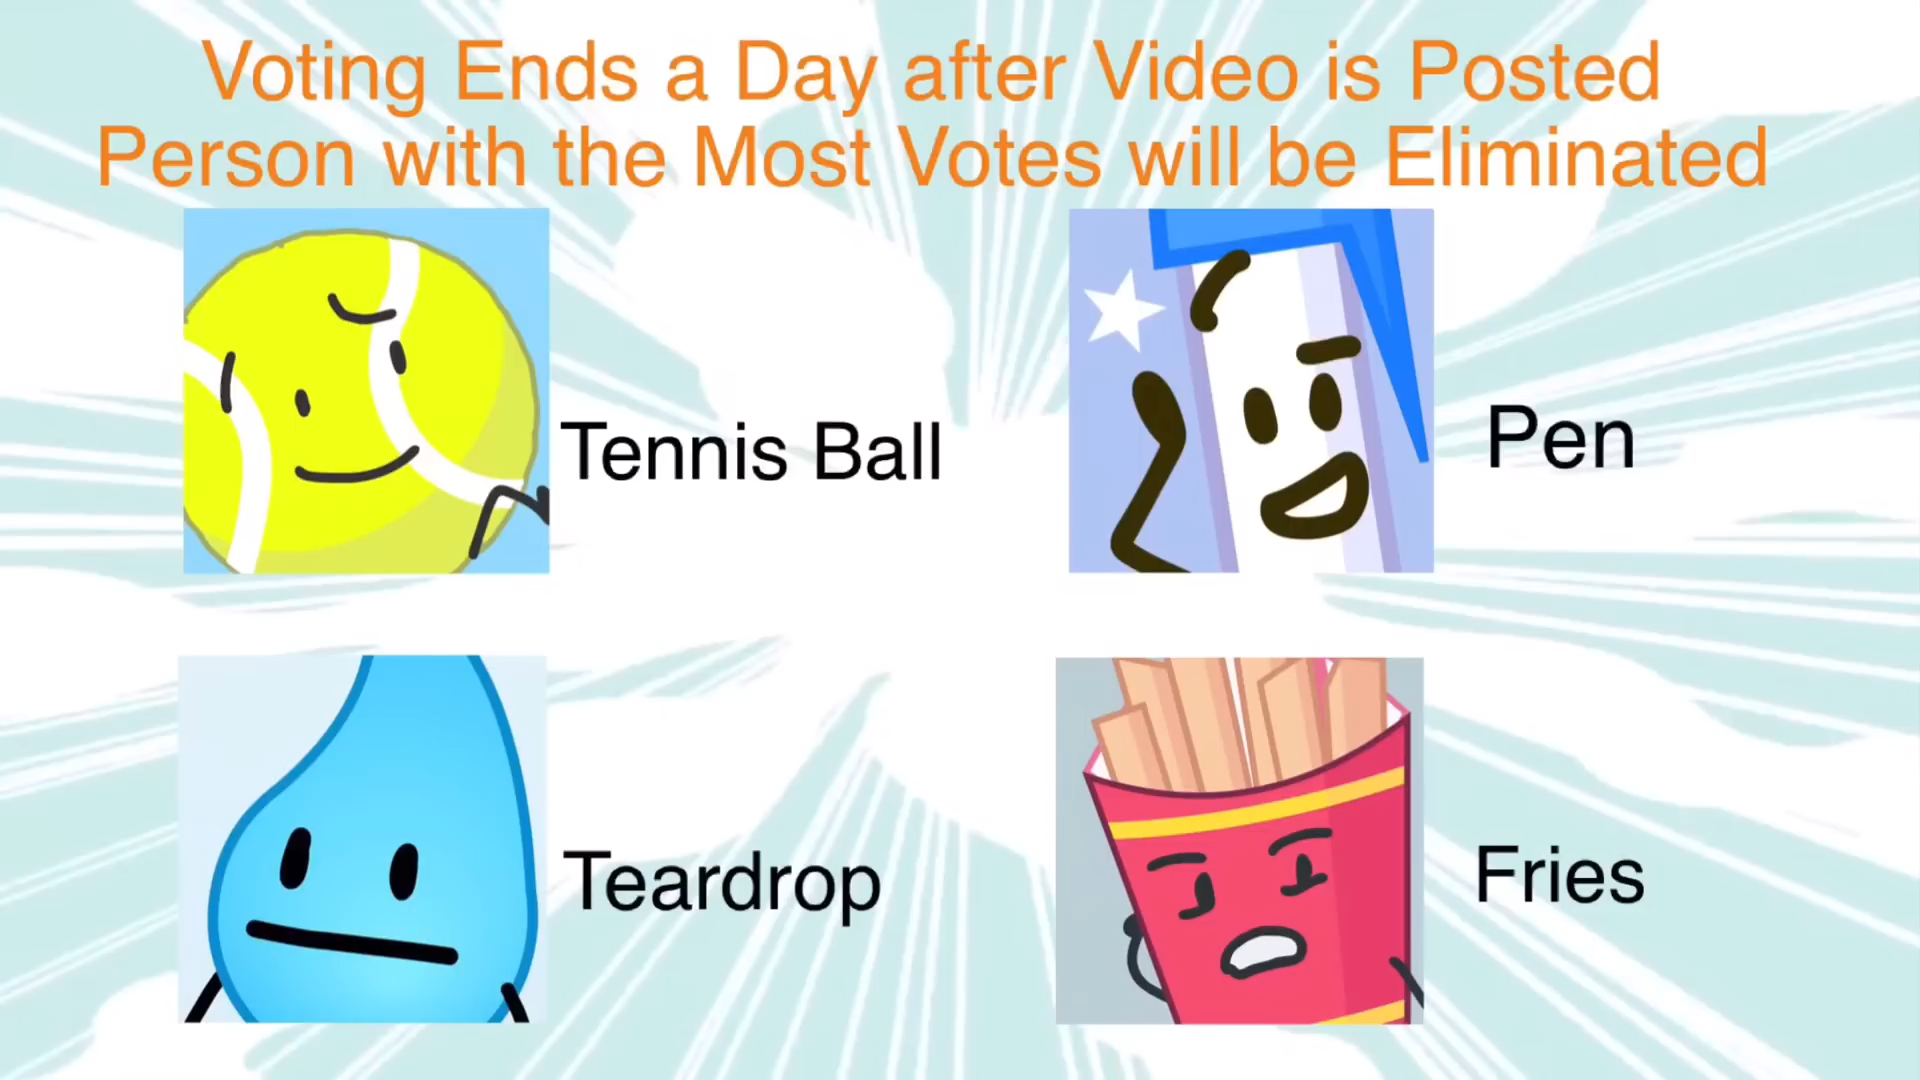 Voting Ends a Day after Video is Posted
Person with the Most Votes will be Eliminated
Tennis Ball
Pen
Teardrop
Fries